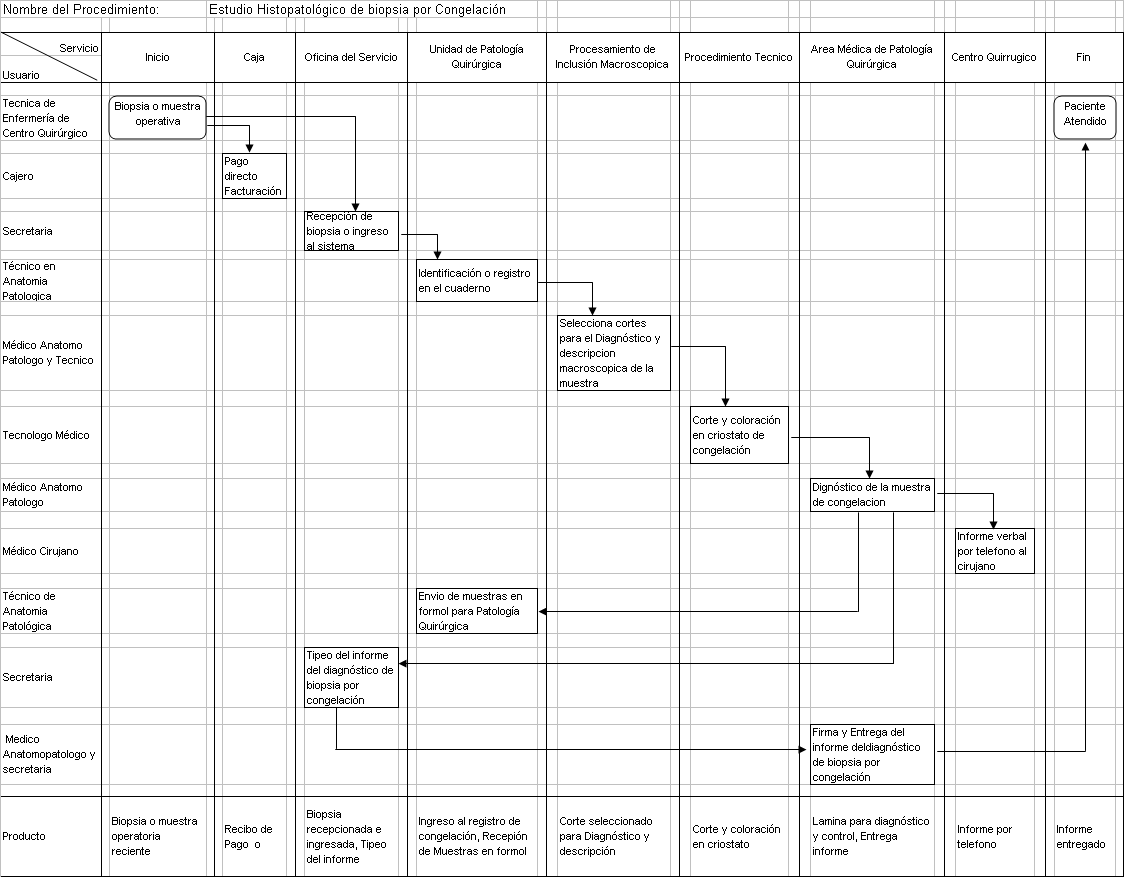 Nombre del Procedimiento: Estudio Histopatológico de biopsia por Congelación
Servicio
Usuario
Inicio
Caja
Oficina del Servicio
Unidad de Patología
Quirúrgica
Procesamiento de
Inclusión Macroscopica
Procedimiento Tecnico
Area Médica de Patología
Quirúrgica
Centro Quirrugico
Fin
Tecnica de
Enfermería de
Centro Quirúrgico
Biopsia o muestra
operativa
Paciente
Atendido
Cajero
Pago
directo
Facturación
Secretaria
Recepción de
biopsia o ingreso
al sistema
Técnico en
Anatomia
Patologica
Identificación o registro
en el cuaderno
Médico Anatomo
Patologo y Tecnico
Selecciona cortes
para el Diagnóstico y
descripcion
macroscopica de la
muestra
Tecnologo Médico
Corte y coloración
en criostato de
congelación
Médico Anatomo
Patologo
Dignóstico de la muestra
de congelacion
Médico Cirujano
Informe verbal
por telefono al
cirujano
Técnico de
Anatomia
Patológica
Envio de muestras en
formol para Patología
Quirúrgica
Secretaria
Tipeo del informe
del diagnóstico de
biopsia por
congelación
Medico
Anatomopatologo y
secretaria
Firma y Entrega del
informe deldiagnóstico
de biopsia por
congelación
Producto
Biopsia o muestra
operatoria
reciente
Recibo de
Pago o
Biopsia
recepcionada e
ingresada, Tipeo
del informe
Ingreso al registro de
congelación, Recepión
de Muestras en formol
Corte seleccionado
para Diagnóstico y
descripción
Corte y coloración
en criostato
Lamina para diagnóstico
y control, Entrega
informe
Informe por
telefono
Informe
entregado